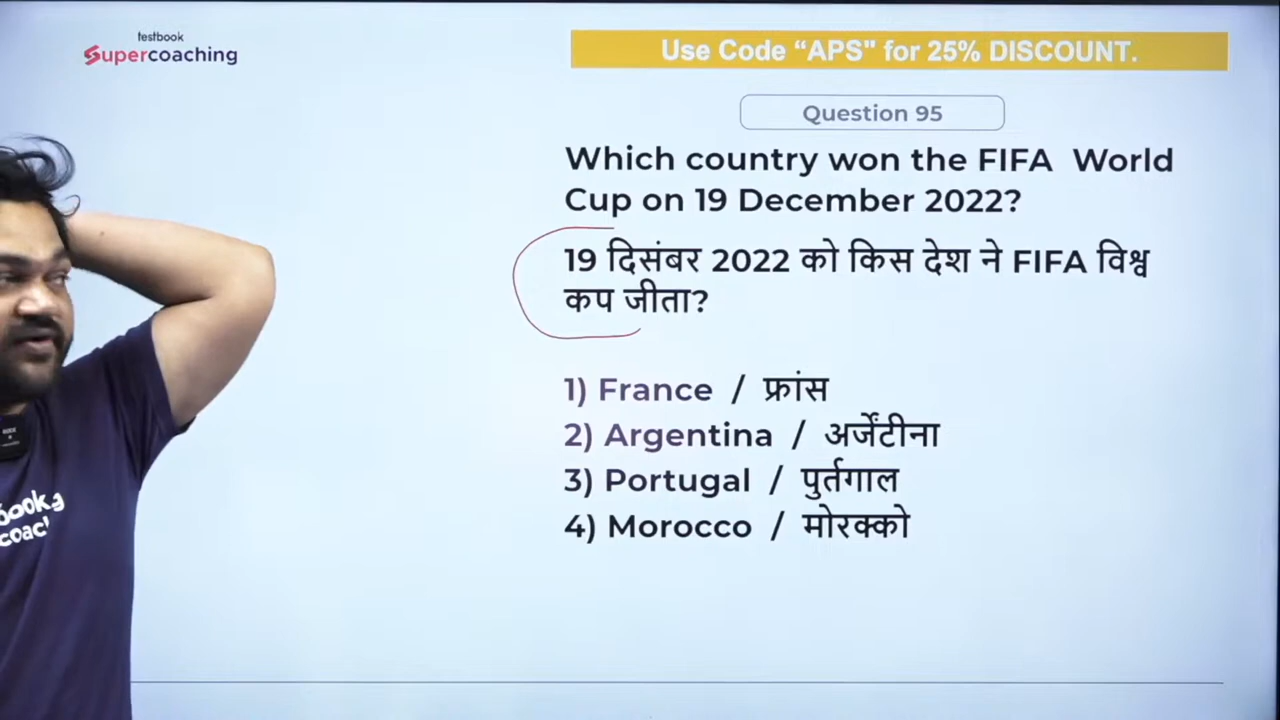 testbook
Supercoaching
Use Code “APS" for 25% DISCOUNT.
Question 95
Which country won the FIFA World
Cup on 19 December 2022?
19 दिसंबर 2022 को किस देश ने FIFA विश्व
कप जीता?
1) France / फ्रांस
2) Argentina / अर्जेंटीना
3) Portugal / पुर्तगाल
4) Morocco / मोरक्को